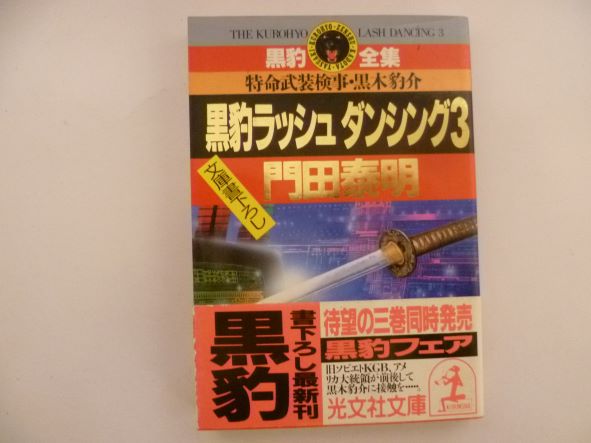 THE KUROHYO
LASH DANCING 3
黒豹
全集
特命武装検事・黒木豹介
黒豹ラッシュダンシング3
門田泰明
文庫書下ろし
待望の三巻同時発売
黒豹フェア
旧ソビエトKGB、アメ
リカ大統領が前後して
黒木豹介に接触を……
光文社文庫
書下ろし最新刊
黒豹